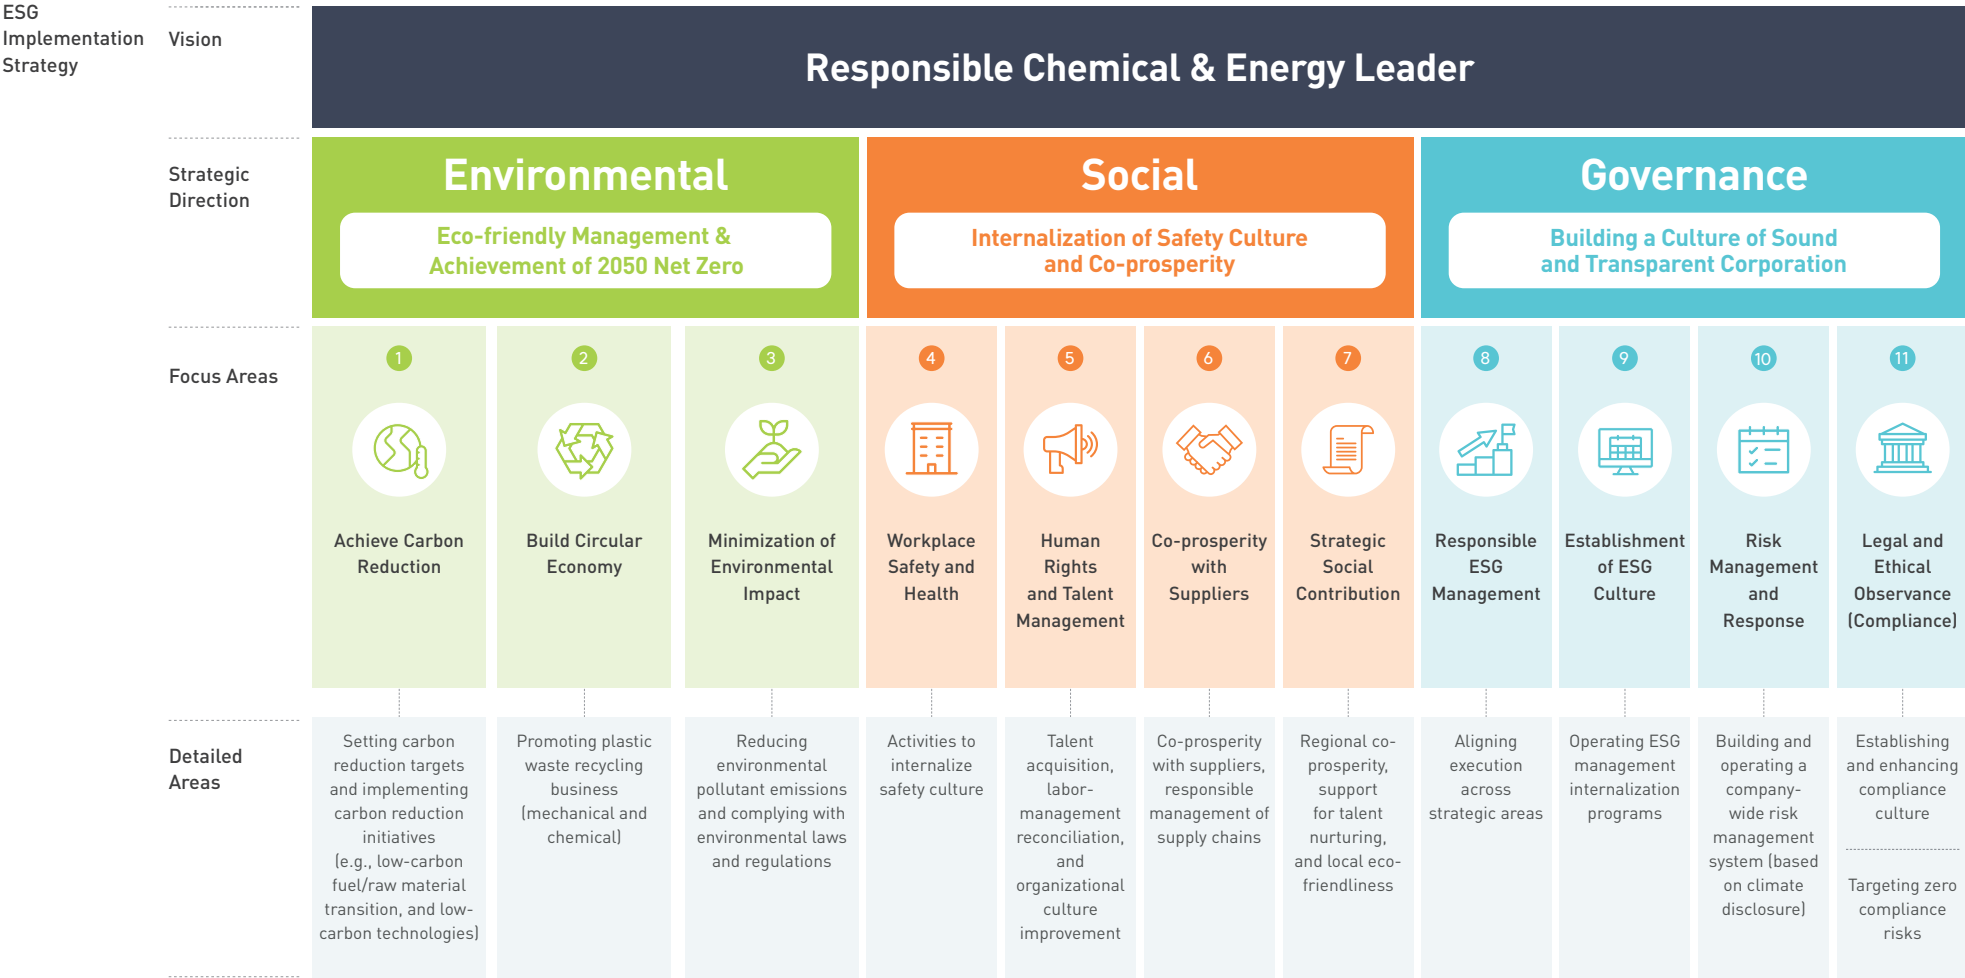 ESG
Implementation
Strategy
Vision
Responsible Chemical & Energy Leader
Strategic
Direction
Environmental
Eco-friendly Management &
Achievement of 2050 Net Zero
Social
Internalization of Safety Culture
and Co-prosperity
Governance
Building a Culture of Sound
and Transparent Corporation
Focus Areas
1
Achieve Carbon
Reduction
2
Build Circular
Economy
3
Minimization of
Environmental
Impact
4
Workplace
Safety and
Health
5
Human
Rights
and Talent
Management
6
Co-prosperity
with
Suppliers
7
Strategic
Social
Contribution
8
Responsible
ESG
Management
9
Establishment
of ESG
Culture
10
Risk
Management
and
Response
11
Legal and
Ethical
Observance
(Compliance)
Detailed
Areas
Setting carbon
reduction targets
and implementing
carbon reduction
initiatives
(e.g., low-carbon
fuel/raw material
transition, and low-
carbon technologies)
Promoting plastic
waste recycling
business
(mechanical and
chemical)
Reducing
environmental
pollutant emissions
and complying with
environmental laws
and regulations
Activities to
internalize
safety culture
Talent
acquisition,
labor-
management
reconciliation,
and
organizational
culture
improvement
Co-prosperity
with suppliers,
responsible
management of
supply chains
Regional co-
prosperity,
support
for talent
nurturing,
and local eco-
friendliness
Aligning
execution
across
strategic areas
Operating ESG
management
internalization
programs
Building and
operating a
company-
wide risk
management
system (based
on climate
disclosure)
Establishing
and enhancing
compliance
culture
Targeting zero
compliance
risks